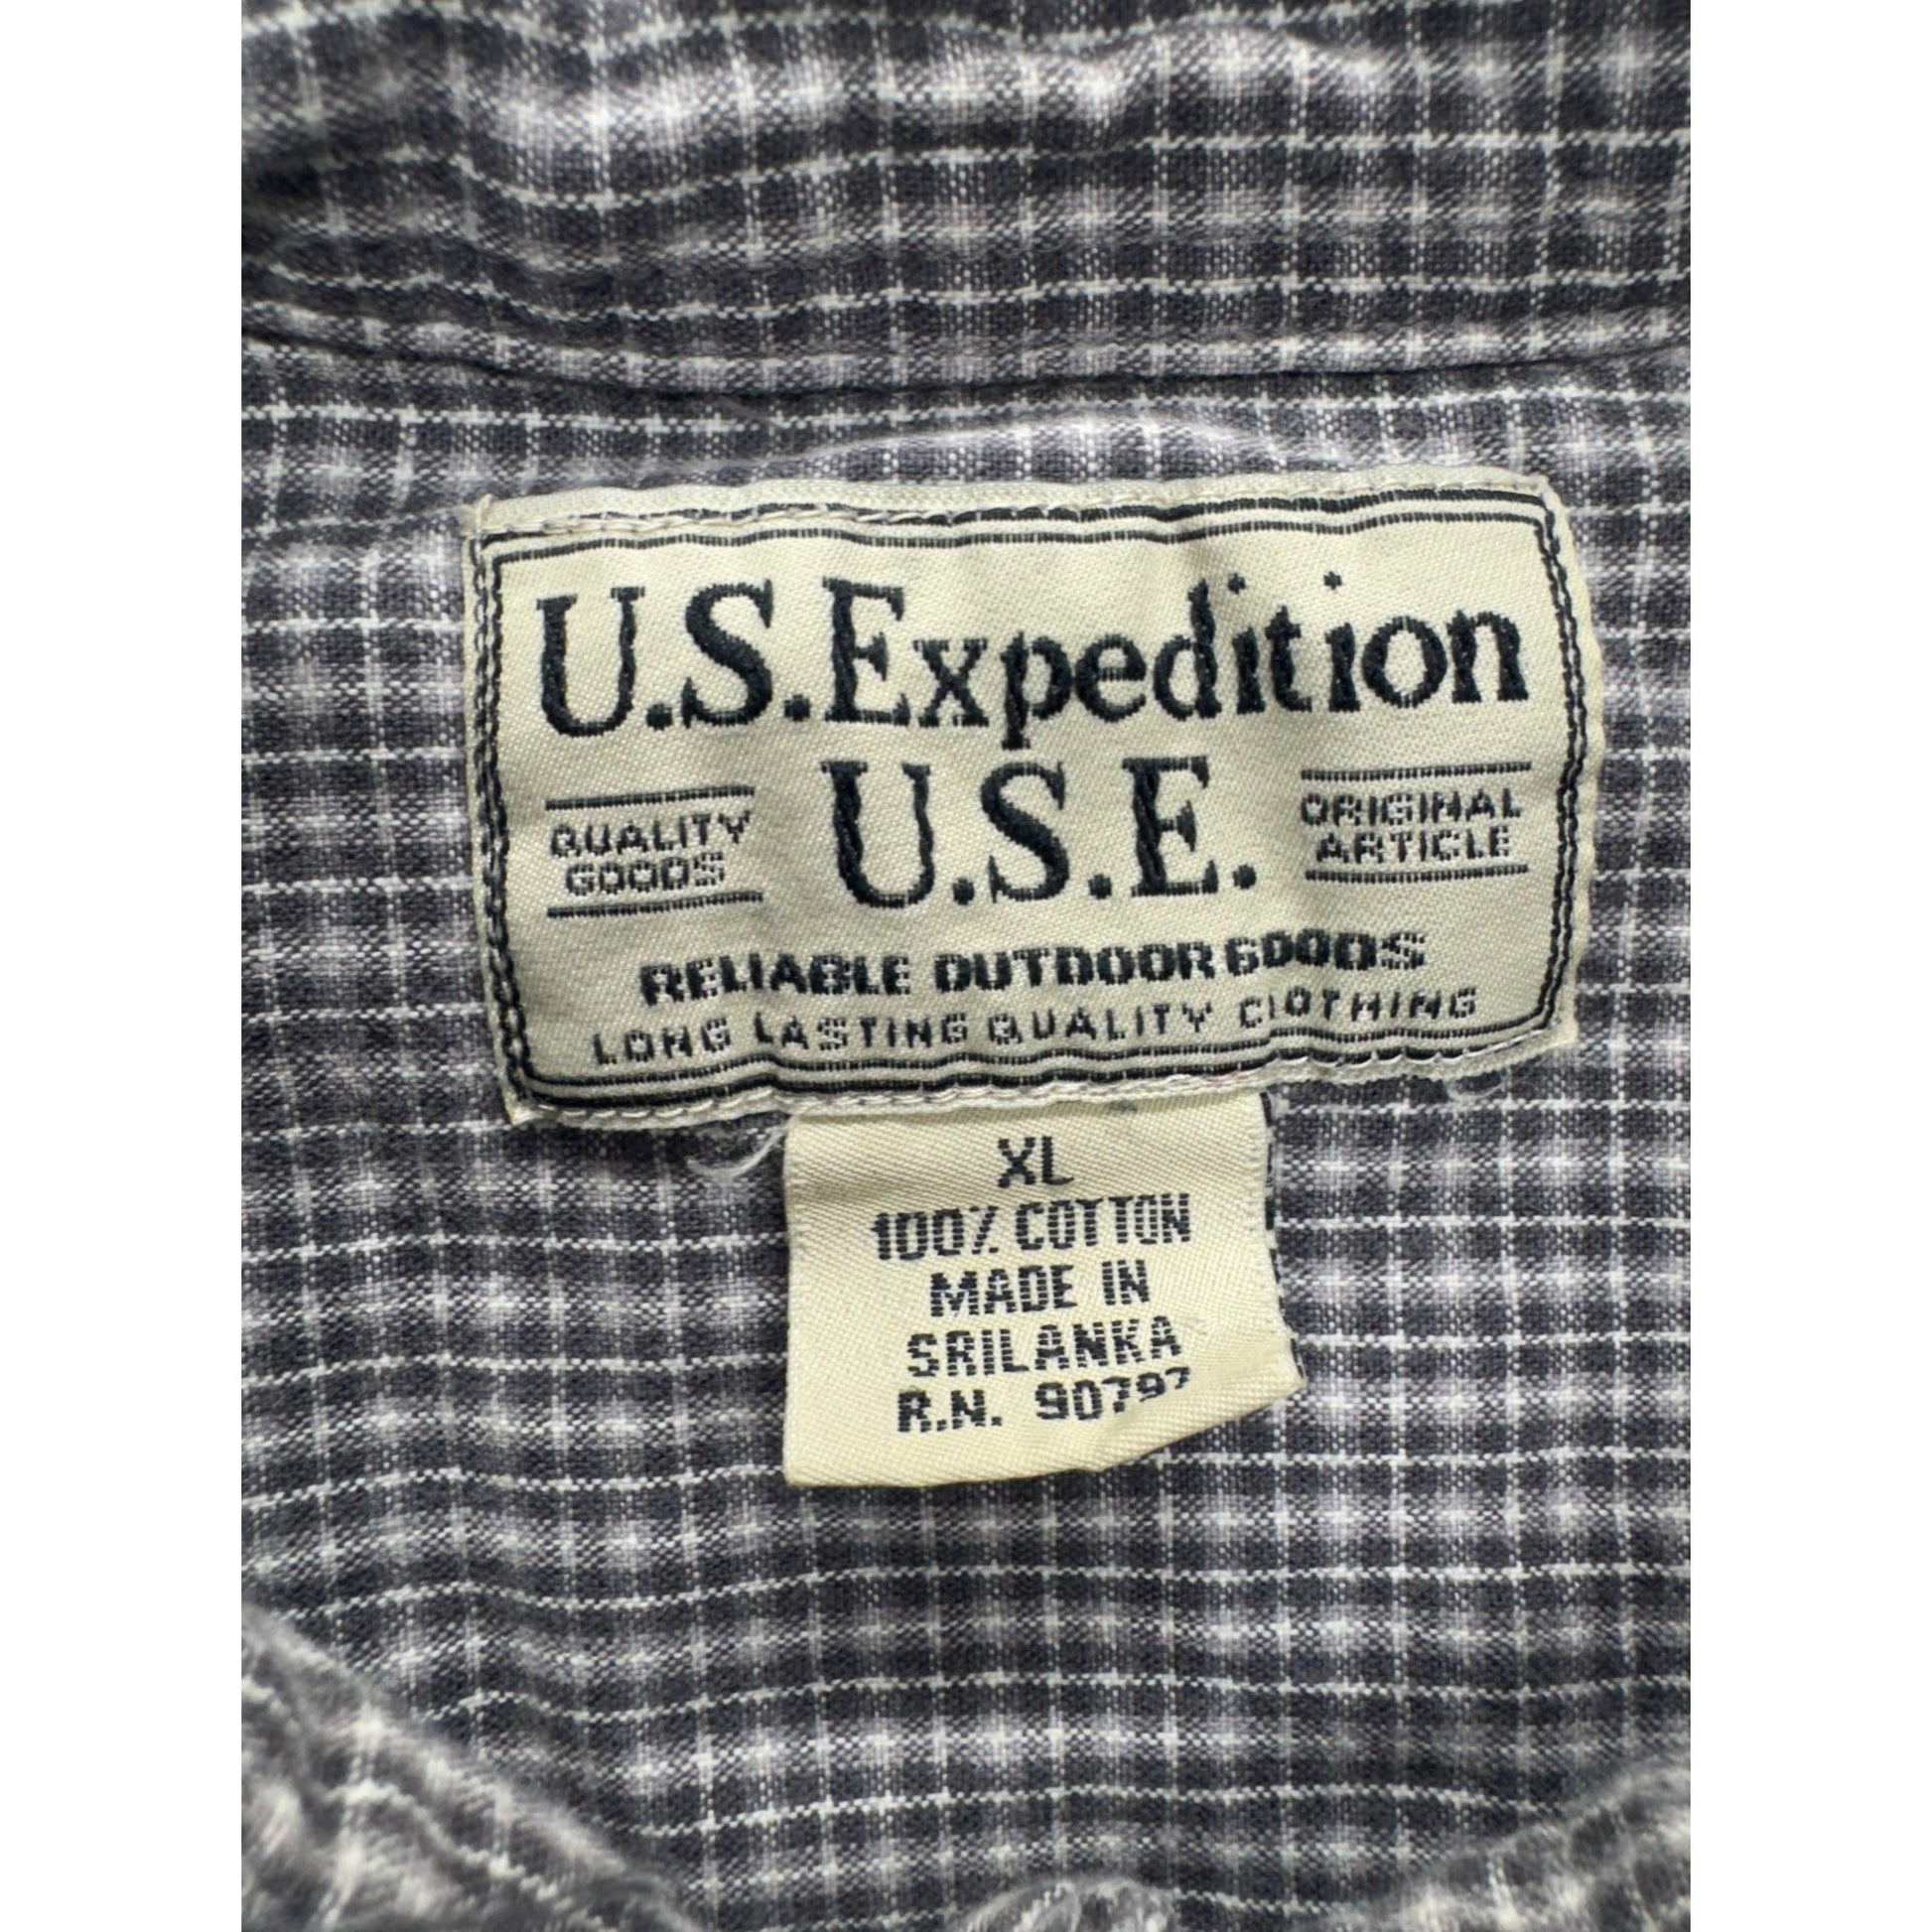 U.S.Expedition
QUALITY
GOODS
U.S.E.
ORIGINAL
ARTICLE
RELIABLE OUTDOOR GOODS
LONG LASTING QUALITY CLOTHING
XL
100% COTTON
MADE IN
SRILANKA
R.N. 90797